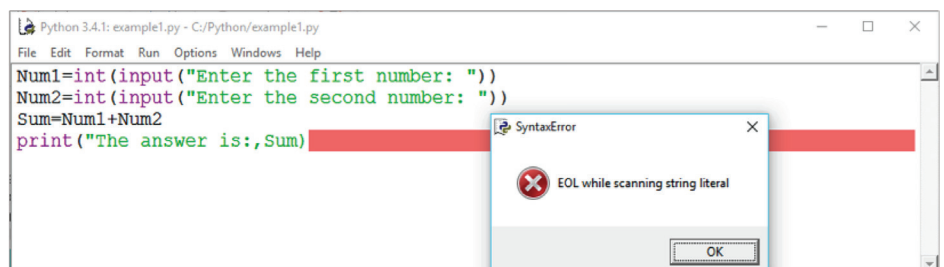 Python 3.4.1: example1.py - C:/Python/example1.py
File Edit Format Run Options Windows Help
Num1=int(input("Enter the first number: "))
Num2=int(input("Enter the second number: "))
Sum=Num1+Num2
print("The answer is:,Sum)
SyntaxError
EOL while scanning string literal
OK